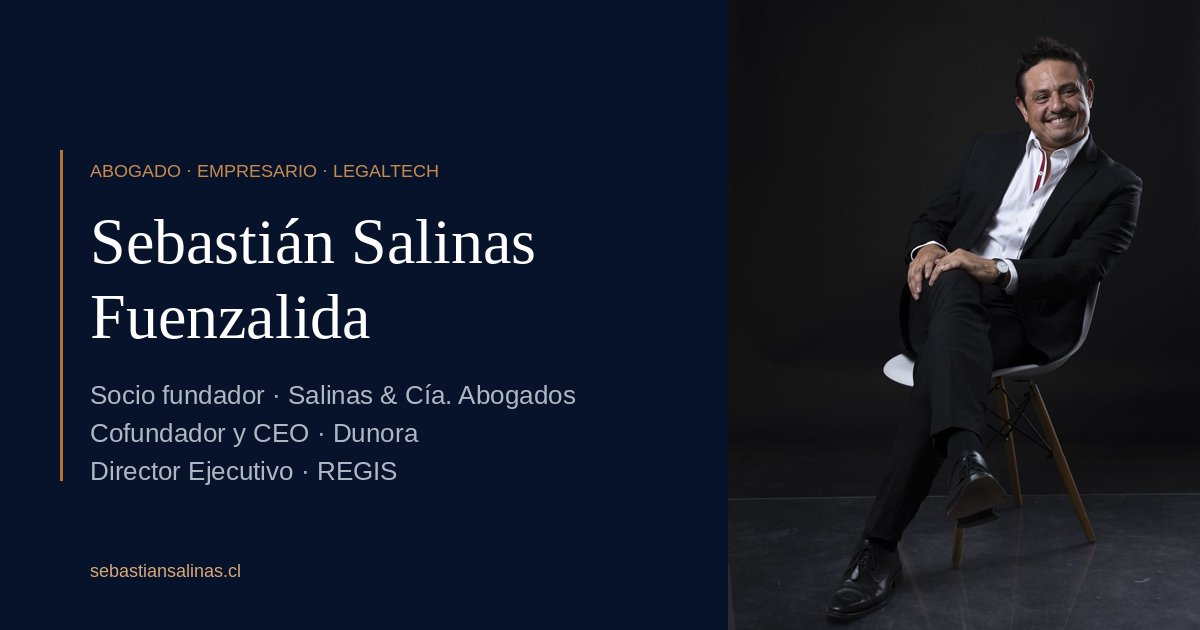 ABOGADO · EMPRESARIO · LEGALTECH
Sebastián Salinas
Fuenzalida
Socio fundador · Salinas & Cía. Abogados
Cofundador y CEO · Dunora
Director Ejecutivo · REGIS
sebastiansalinas.cl